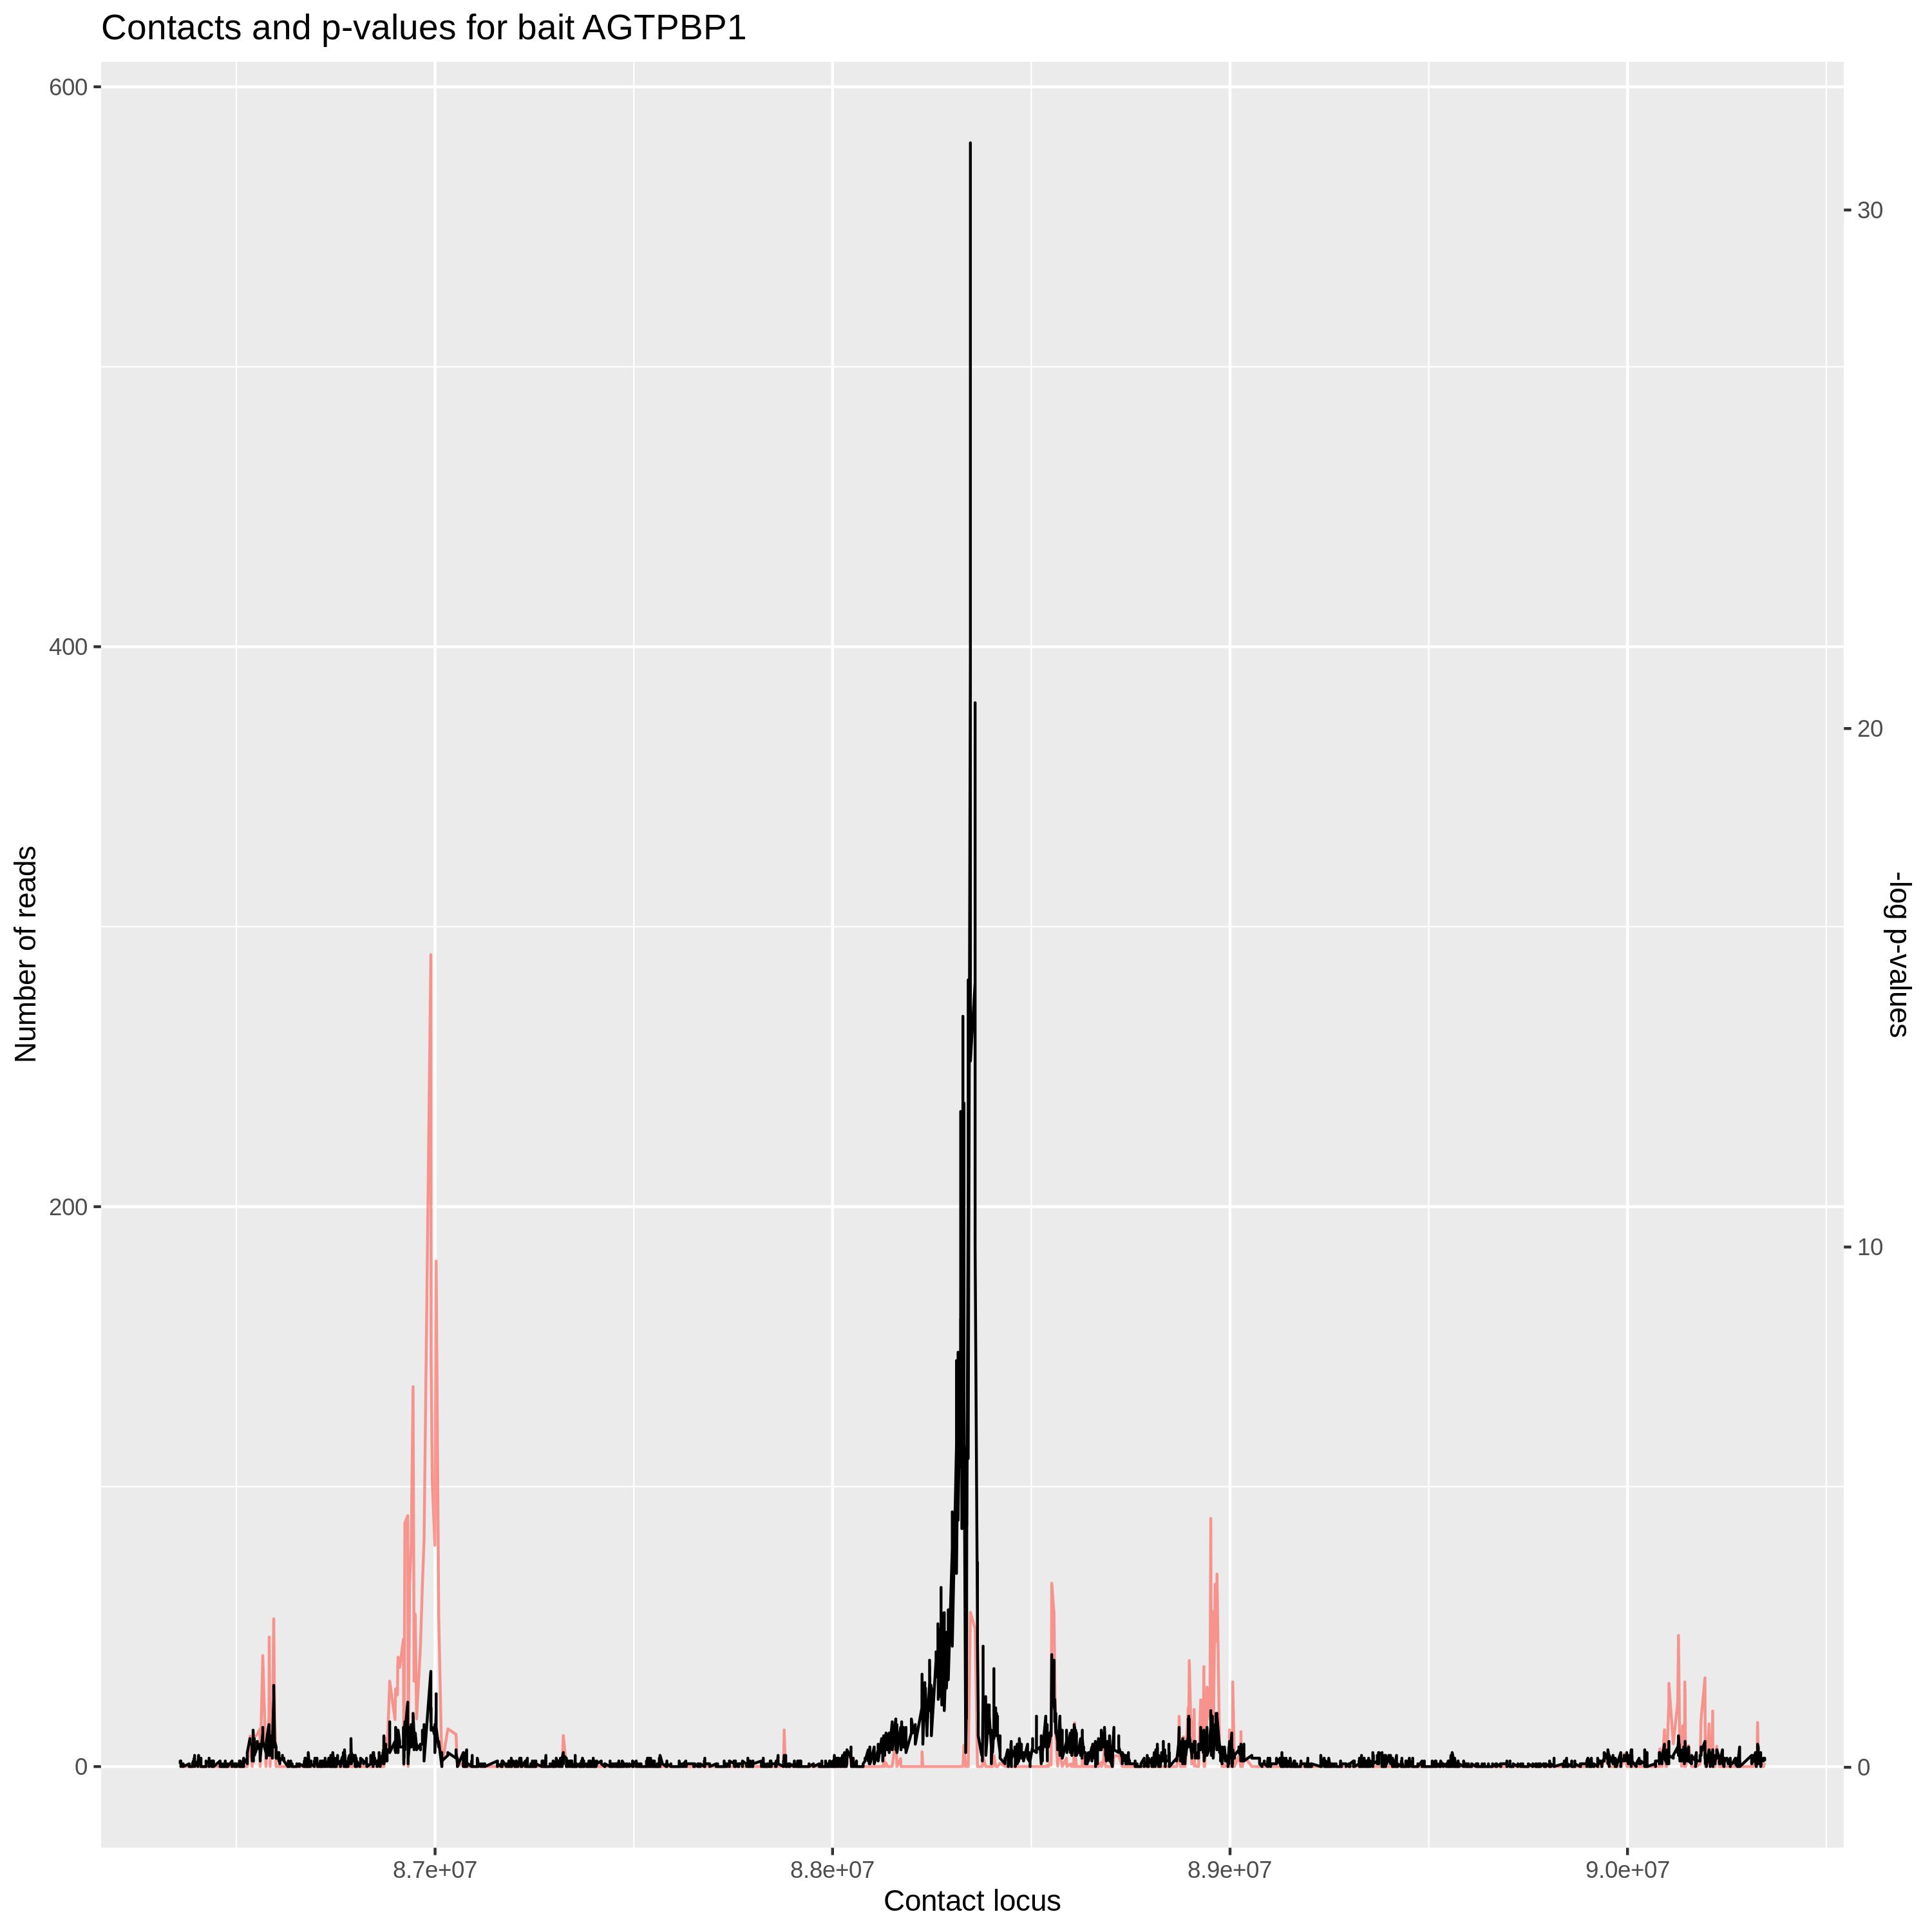 Contacts and p-values for bait AGTPBP1
600
400
200
0
Number of reads
30
20
10
0
-log p-values
8.7e+07
8.8e+07
8.9e+07
9.0e+07
Contact locus